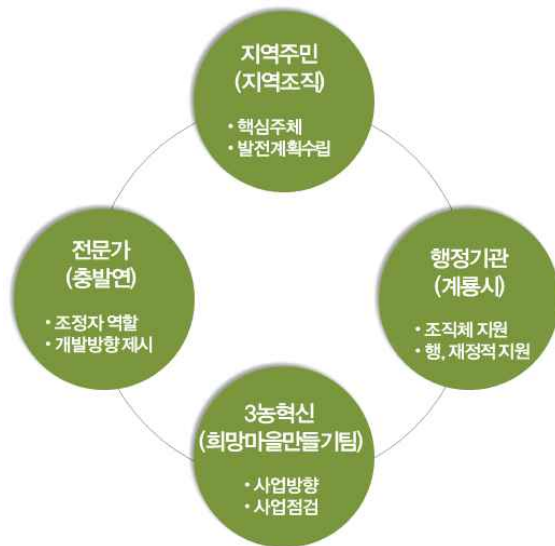 지역주민
(지역조직)
• 핵심주체
• 발전계획수립
전문가
(충발연)
• 조정자 역할
• 개발방향 제시
행정기관
(계룡시)
• 조직체 지원
• 행, 재정적 지원
3농혁신
(희망마을만들기팀)
• 사업방향
• 사업점검